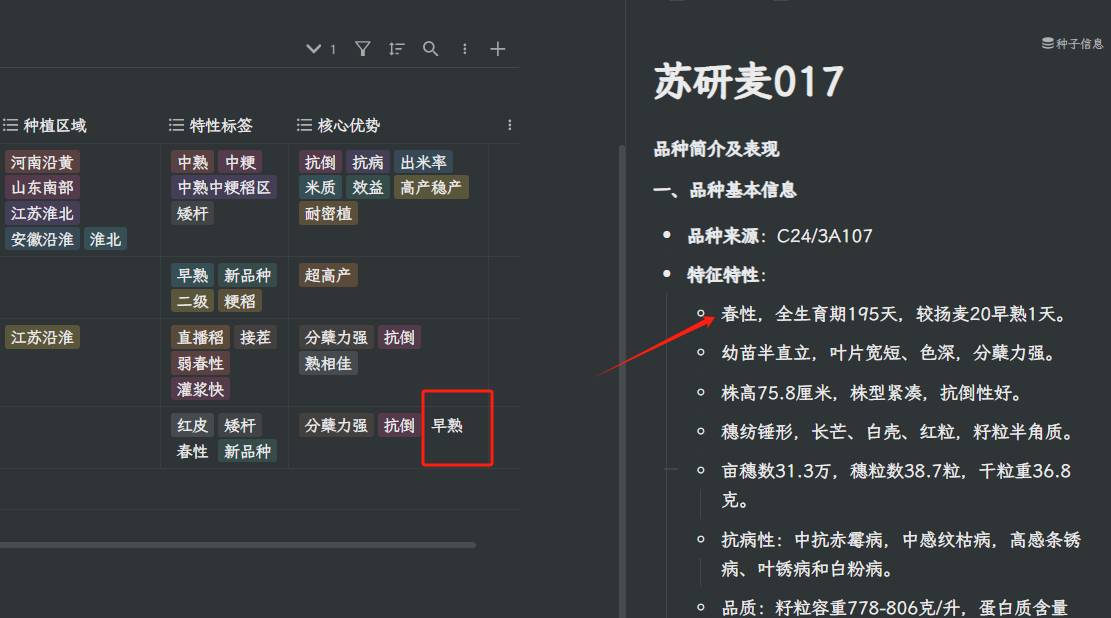 1
种子信息
苏研麦017
种植区域 特性标签 核心优势
河南沿黄
山东南部
江苏淮北
安徽沿淮 淮北
中熟 中粳
中熟中粳稻区
矮杆
抗倒 抗病 出米率
米质 效益 高产稳产
耐密植
早熟 新品种
二级 粳稻
超高产
江苏沿淮
直播稻 接茬
弱春性
灌浆快
分蘖力强 抗倒
熟相佳
红皮 矮杆
春性 新品种
分蘖力强 抗倒 早熟
品种简介及表现
一、品种基本信息
品种来源：C24/3A107
特征特性：
春性，全生育期195天，较扬麦20早熟1天。
幼苗半直立，叶片宽短、色深，分蘖力强。
株高75.8厘米，株型紧凑，抗倒性好。
穗纺锤形，长芒、白壳、红粒，籽粒半角质。
亩穗数31.3万，穗粒数38.7粒，千粒重36.8
克。
抗病性：中抗赤霉病，中感纹枯病，高感条锈
病、叶锈病和白粉病。
品质：籽粒容重778-806克/升，蛋白质含量